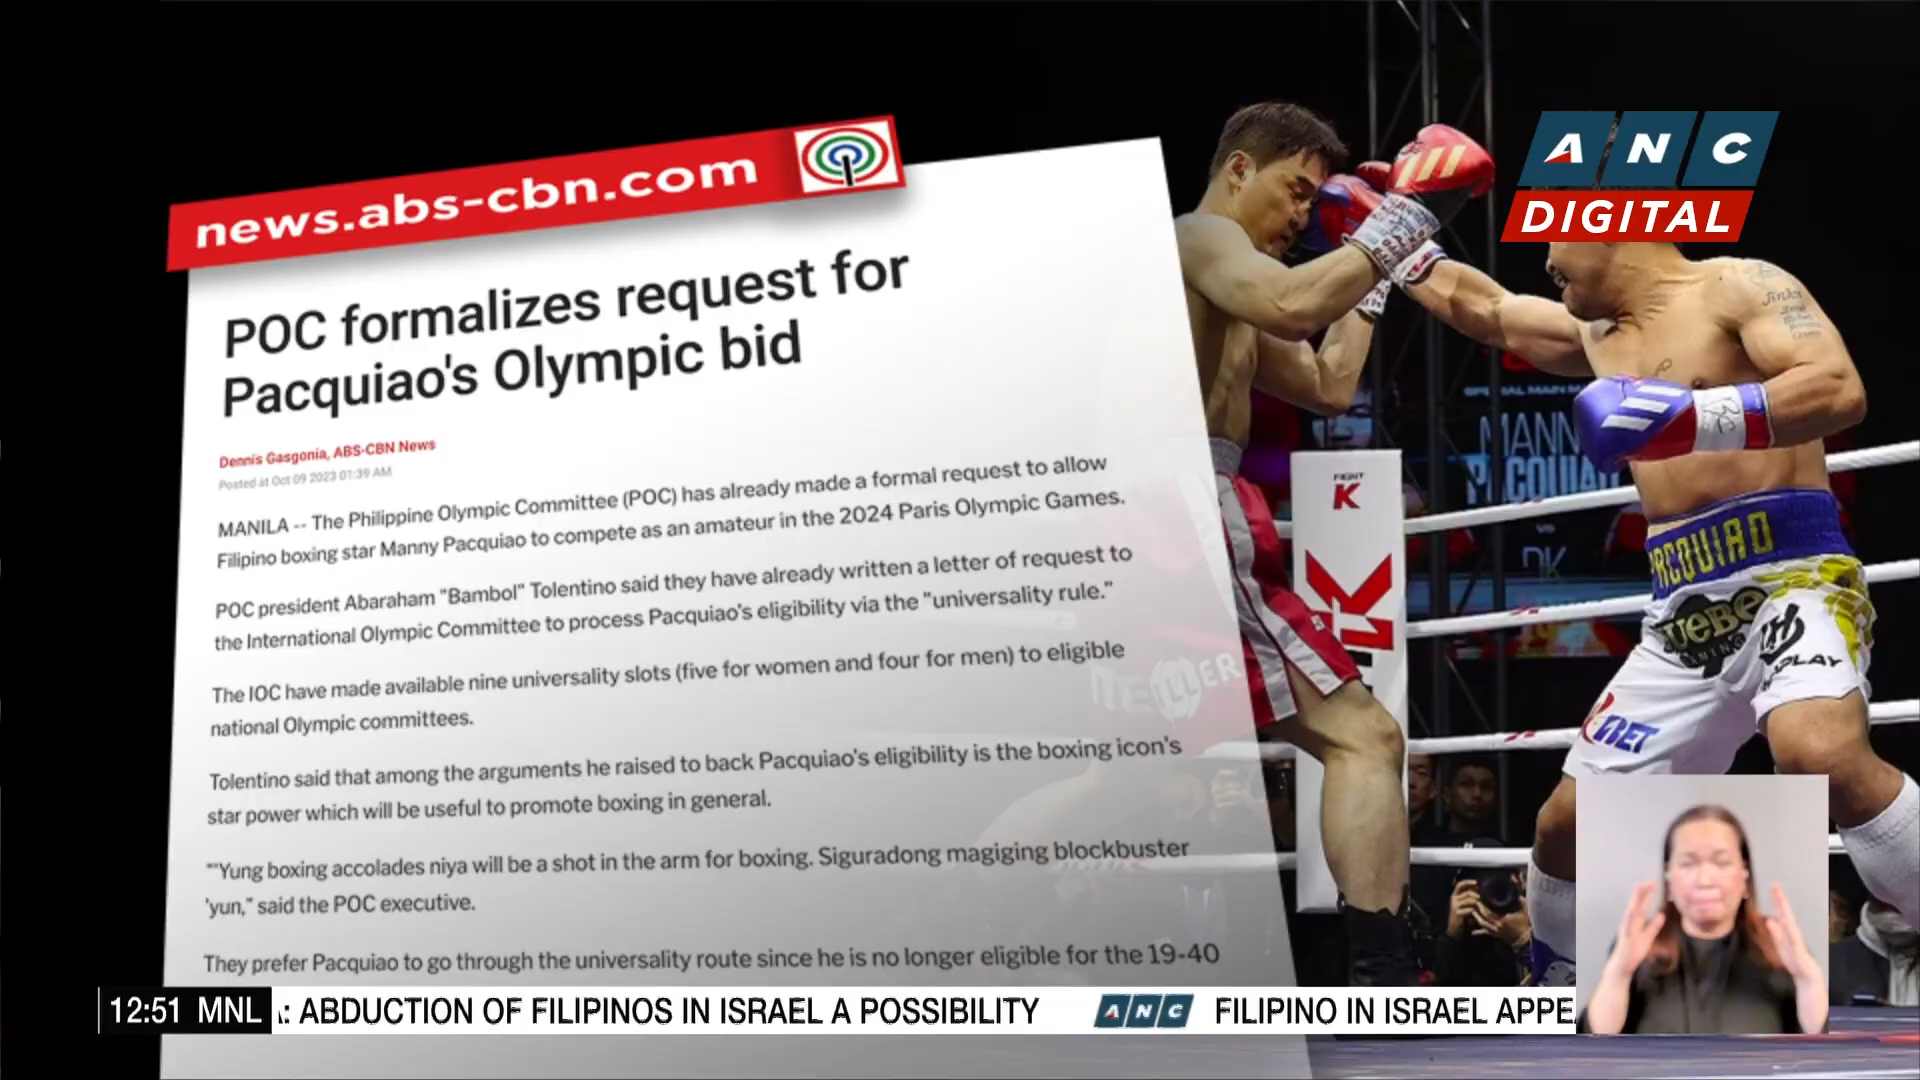 news.abs-cbn.com
POC formalizes request for
Pacquiao's Olympic bid
Dennis Gasgonia, ABS-CBN News
Posted at Oct 09 2023 01:39 AM
MANILA -- The Philippine Olympic Committee (POC) has already made a formal request to allow
Filipino boxing star Manny Pacquiao to compete as an amateur in the 2024 Paris Olympic Games.
POC president Abaraham "Bambol" Tolentino said they have already written a letter of request to
the International Olympic Committee to process Pacquiao's eligibility via the "universality rule."
The IOC have made available nine universality slots (five for women and four for men) to eligible
national Olympic committees.
Tolentino said that among the arguments he raised to back Pacquiao's eligibility is the boxing icon's
star power which will be useful to promote boxing in general.
"'Yung boxing accolades niya will be a shot in the arm for boxing. Siguradong magiging blockbuster
'yun," said the POC executive.
They prefer Pacquiao to go through the universality route since he is no longer eligible for the 19-40
ANC
DIGITAL
FIGHT
K
PACQUIAO
12:51 MNL
: ABDUCTION OF FILIPINOS IN ISRAEL A POSSIBILITY ANC FILIPINO IN ISRAEL APPE